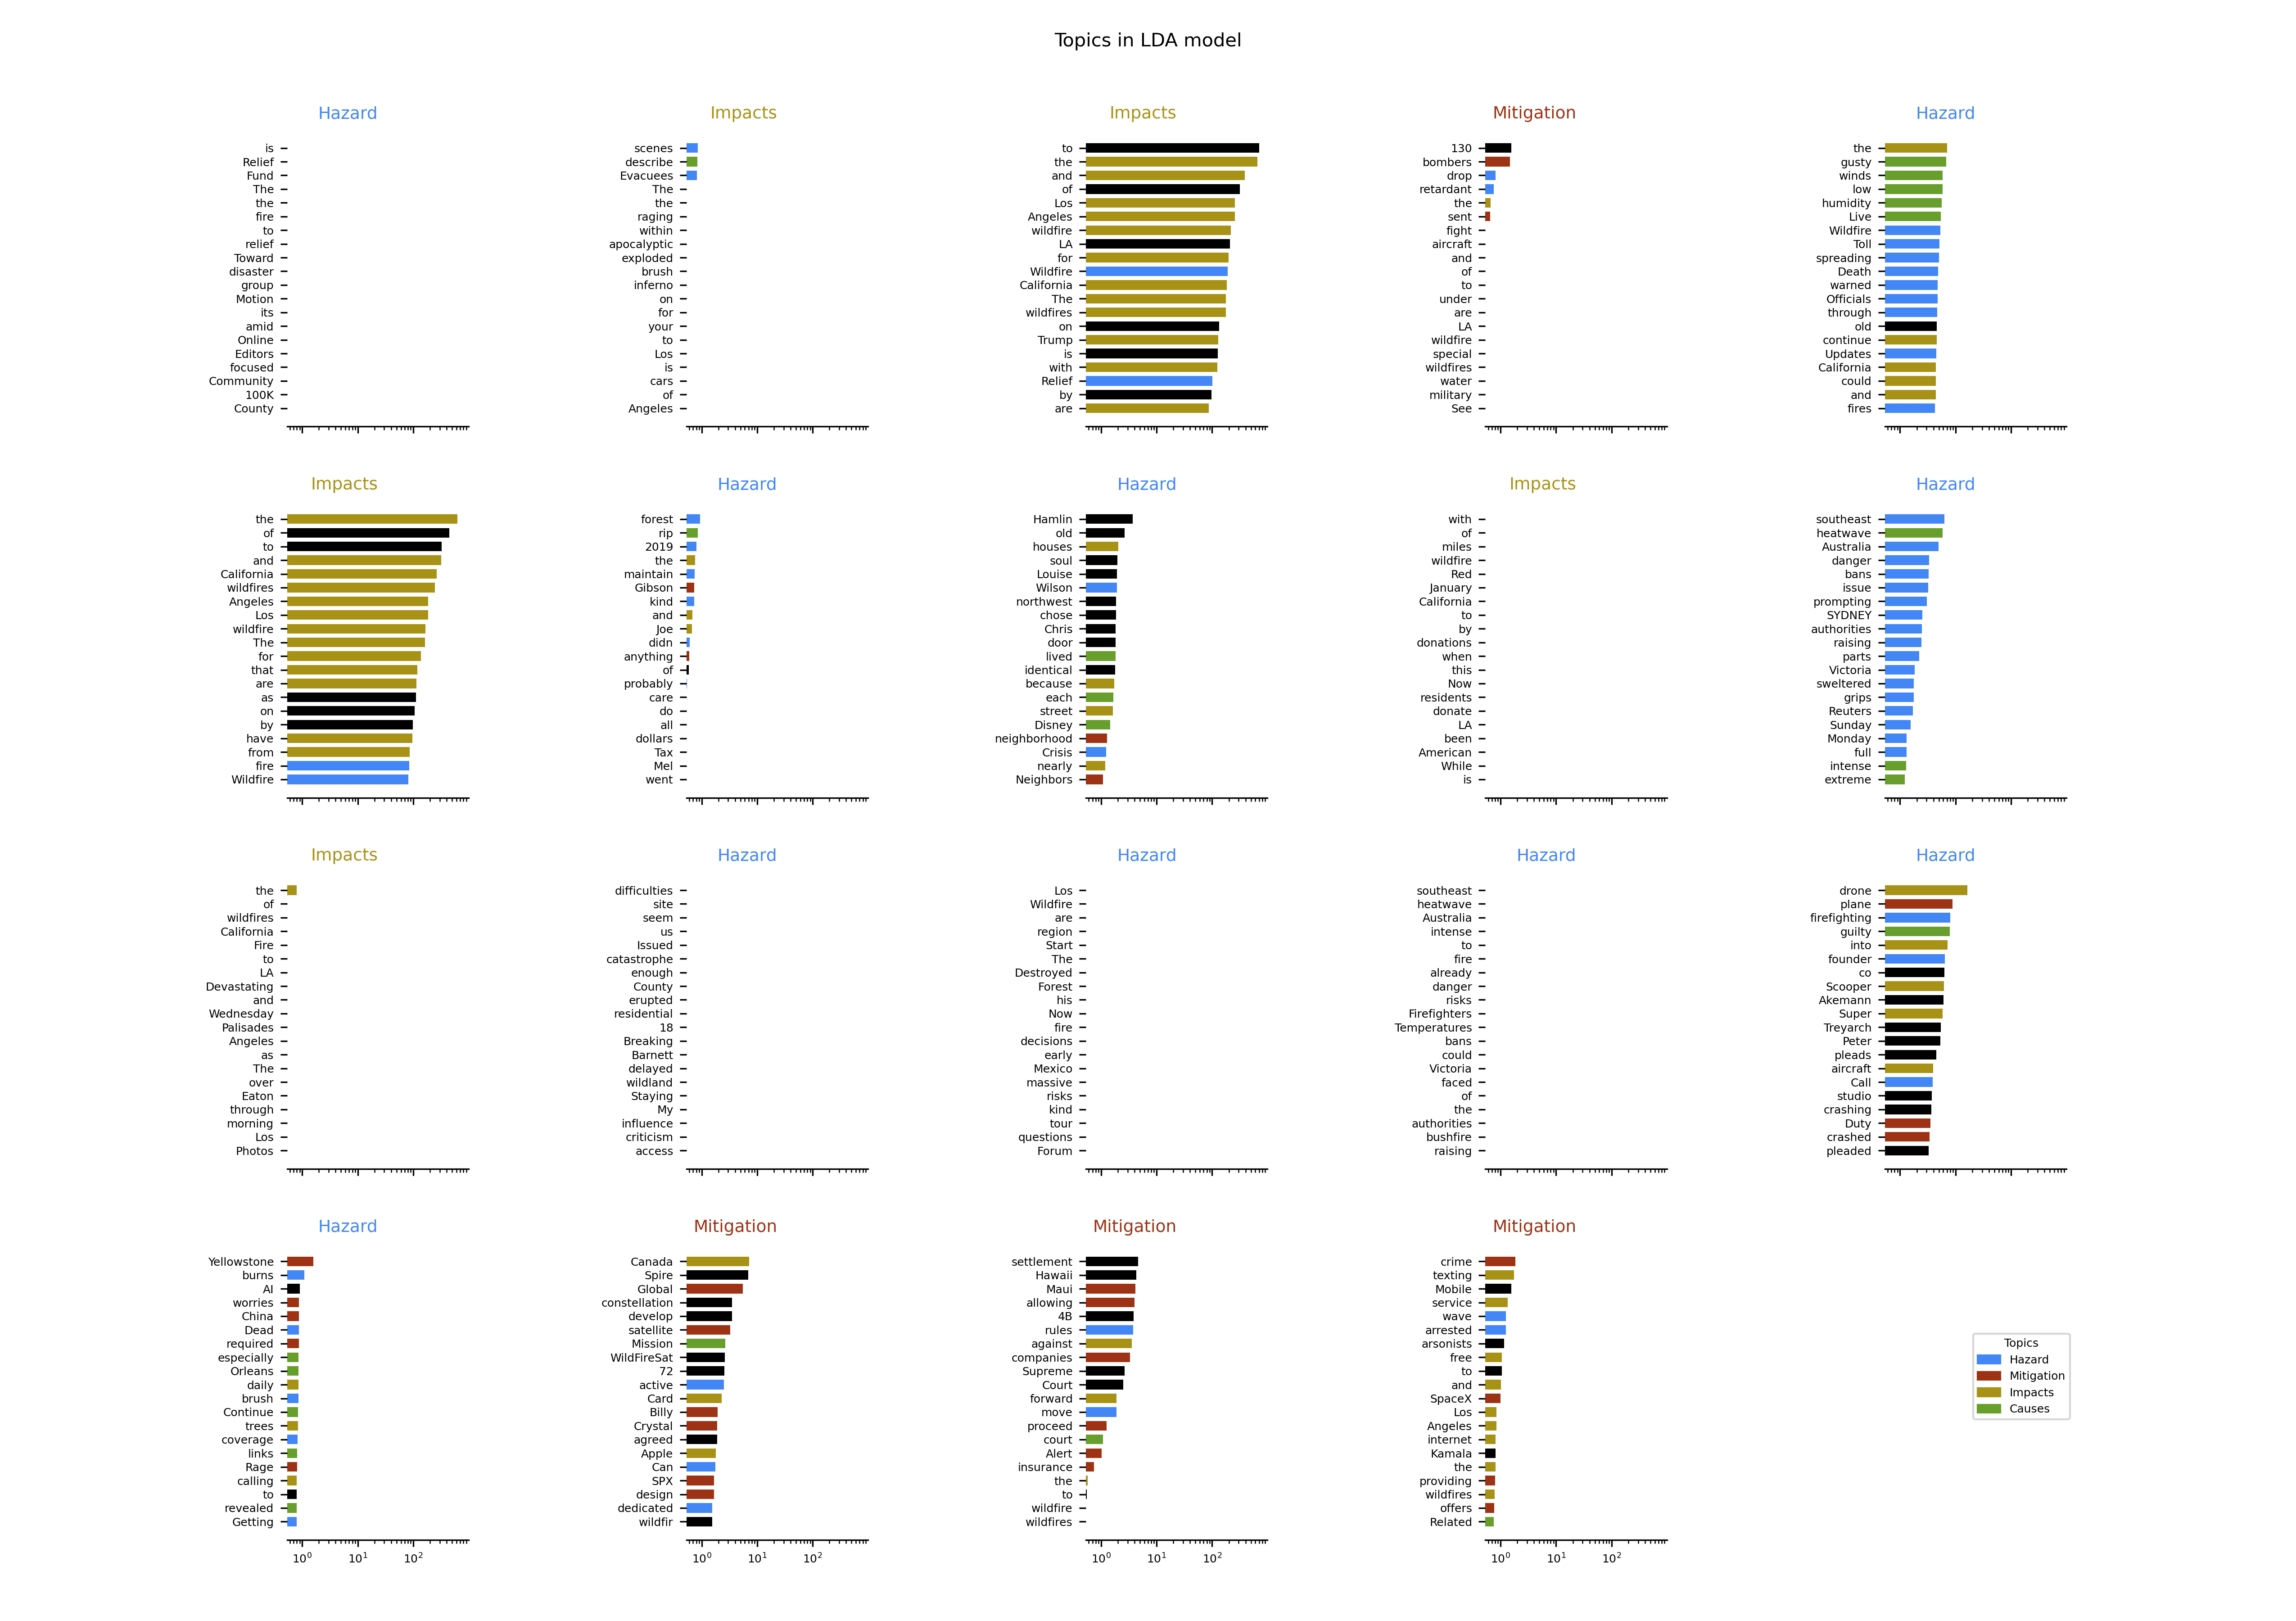 Topics in LDA model
Hazard
is
Relief
Fund
The
the
fire
to
relief
Toward
disaster
group
Motion
its
amid
Online
Editors
focused
Community
100K
County
Impacts
scenes
describe
Evacuees
The
the
raging
within
apocalyptic
exploded
brush
inferno
on
for
your
to
Los
is
cars
of
Angeles
Impacts
to
the
and
of
Los
Angeles
wildfire
LA
for
Wildfire
California
The
wildfires
on
Trump
is
with
Relief
by
are
Mitigation
130
bombers
drop
retardant
the
sent
fight
aircraft
and
of
to
under
are
LA
wildfire
special
wildfires
water
military
See
Hazard
the
gusty
winds
low
humidity
Live
Wildfire
Toll
spreading
Death
warned
Officials
through
old
continue
Updates
California
could
and
fires
Impacts
the
of
to
and
California
wildfires
Angeles
Los
wildfire
The
for
that
are
as
on
by
have
from
fire
Wildfire
Hazard
forest
rip
2019
the
maintain
Gibson
kind
and
Joe
didn
anything
of
probably
care
do
all
dollars
Tax
Mel
went
Hazard
Hamlin
old
houses
soul
Louise
Wilson
northwest
chose
Chris
door
lived
identical
because
each
street
Disney
neighborhood
Crisis
nearly
Neighbors
Impacts
with
of
miles
wildfire
Red
January
California
to
by
donations
when
this
Now
residents
donate
LA
been
American
While
is
Hazard
southeast
heatwave
Australia
danger
bans
issue
prompting
SYDNEY
authorities
raising
parts
Victoria
sweltered
grips
Reuters
Sunday
Monday
full
intense
extreme
Impacts
the
of
wildfires
California
Fire
to
LA
Devastating
and
Wednesday
Palisades
Angeles
as
The
over
Eaton
through
morning
Los
Photos
Hazard
difficulties
site
seem
us
Issued
catastrophe
enough
County
erupted
residential
18
Breaking
Barnett
delayed
wildland
Staying
My
influence
criticism
access
Hazard
Los
Wildfire
are
region
Start
The
Destroyed
Forest
his
Now
fire
decisions
early
Mexico
massive
risks
kind
tour
questions
Forum
Hazard
southeast
heatwave
Australia
intense
to
fire
already
danger
risks
Firefighters
Temperatures
bans
could
Victoria
faced
of
the
authorities
bushfire
raising
Hazard
drone
plane
firefighting
guilty
into
founder
co
Scooper
Akemann
Super
Treyarch
Peter
pleads
aircraft
Call
studio
crashing
Duty
crashed
pleaded
Hazard
Yellowstone
burns
AI
worries
China
Dead
required
especially
Orleans
daily
brush
Continue
trees
coverage
links
Rage
calling
to
revealed
Getting
10⁰ 10¹ 10²
Mitigation
Canada
Spire
Global
constellation
develop
satellite
Mission
WildFireSat
72
active
Card
Billy
Crystal
agreed
Apple
Can
SPX
design
dedicated
wildfir
10⁰ 10¹ 10²
Mitigation
settlement
Hawaii
Maui
allowing
4B
rules
against
companies
Supreme
Court
forward
move
proceed
court
Alert
insurance
the
to
wildfire
wildfires
10⁰ 10¹ 10²
Mitigation
crime
texting
Mobile
service
wave
arrested
arsonists
free
to
and
SpaceX
Los
Angeles
internet
Kamala
the
providing
wildfires
offers
Related
10⁰ 10¹ 10²
Topics
Hazard
Mitigation
Impacts
Causes